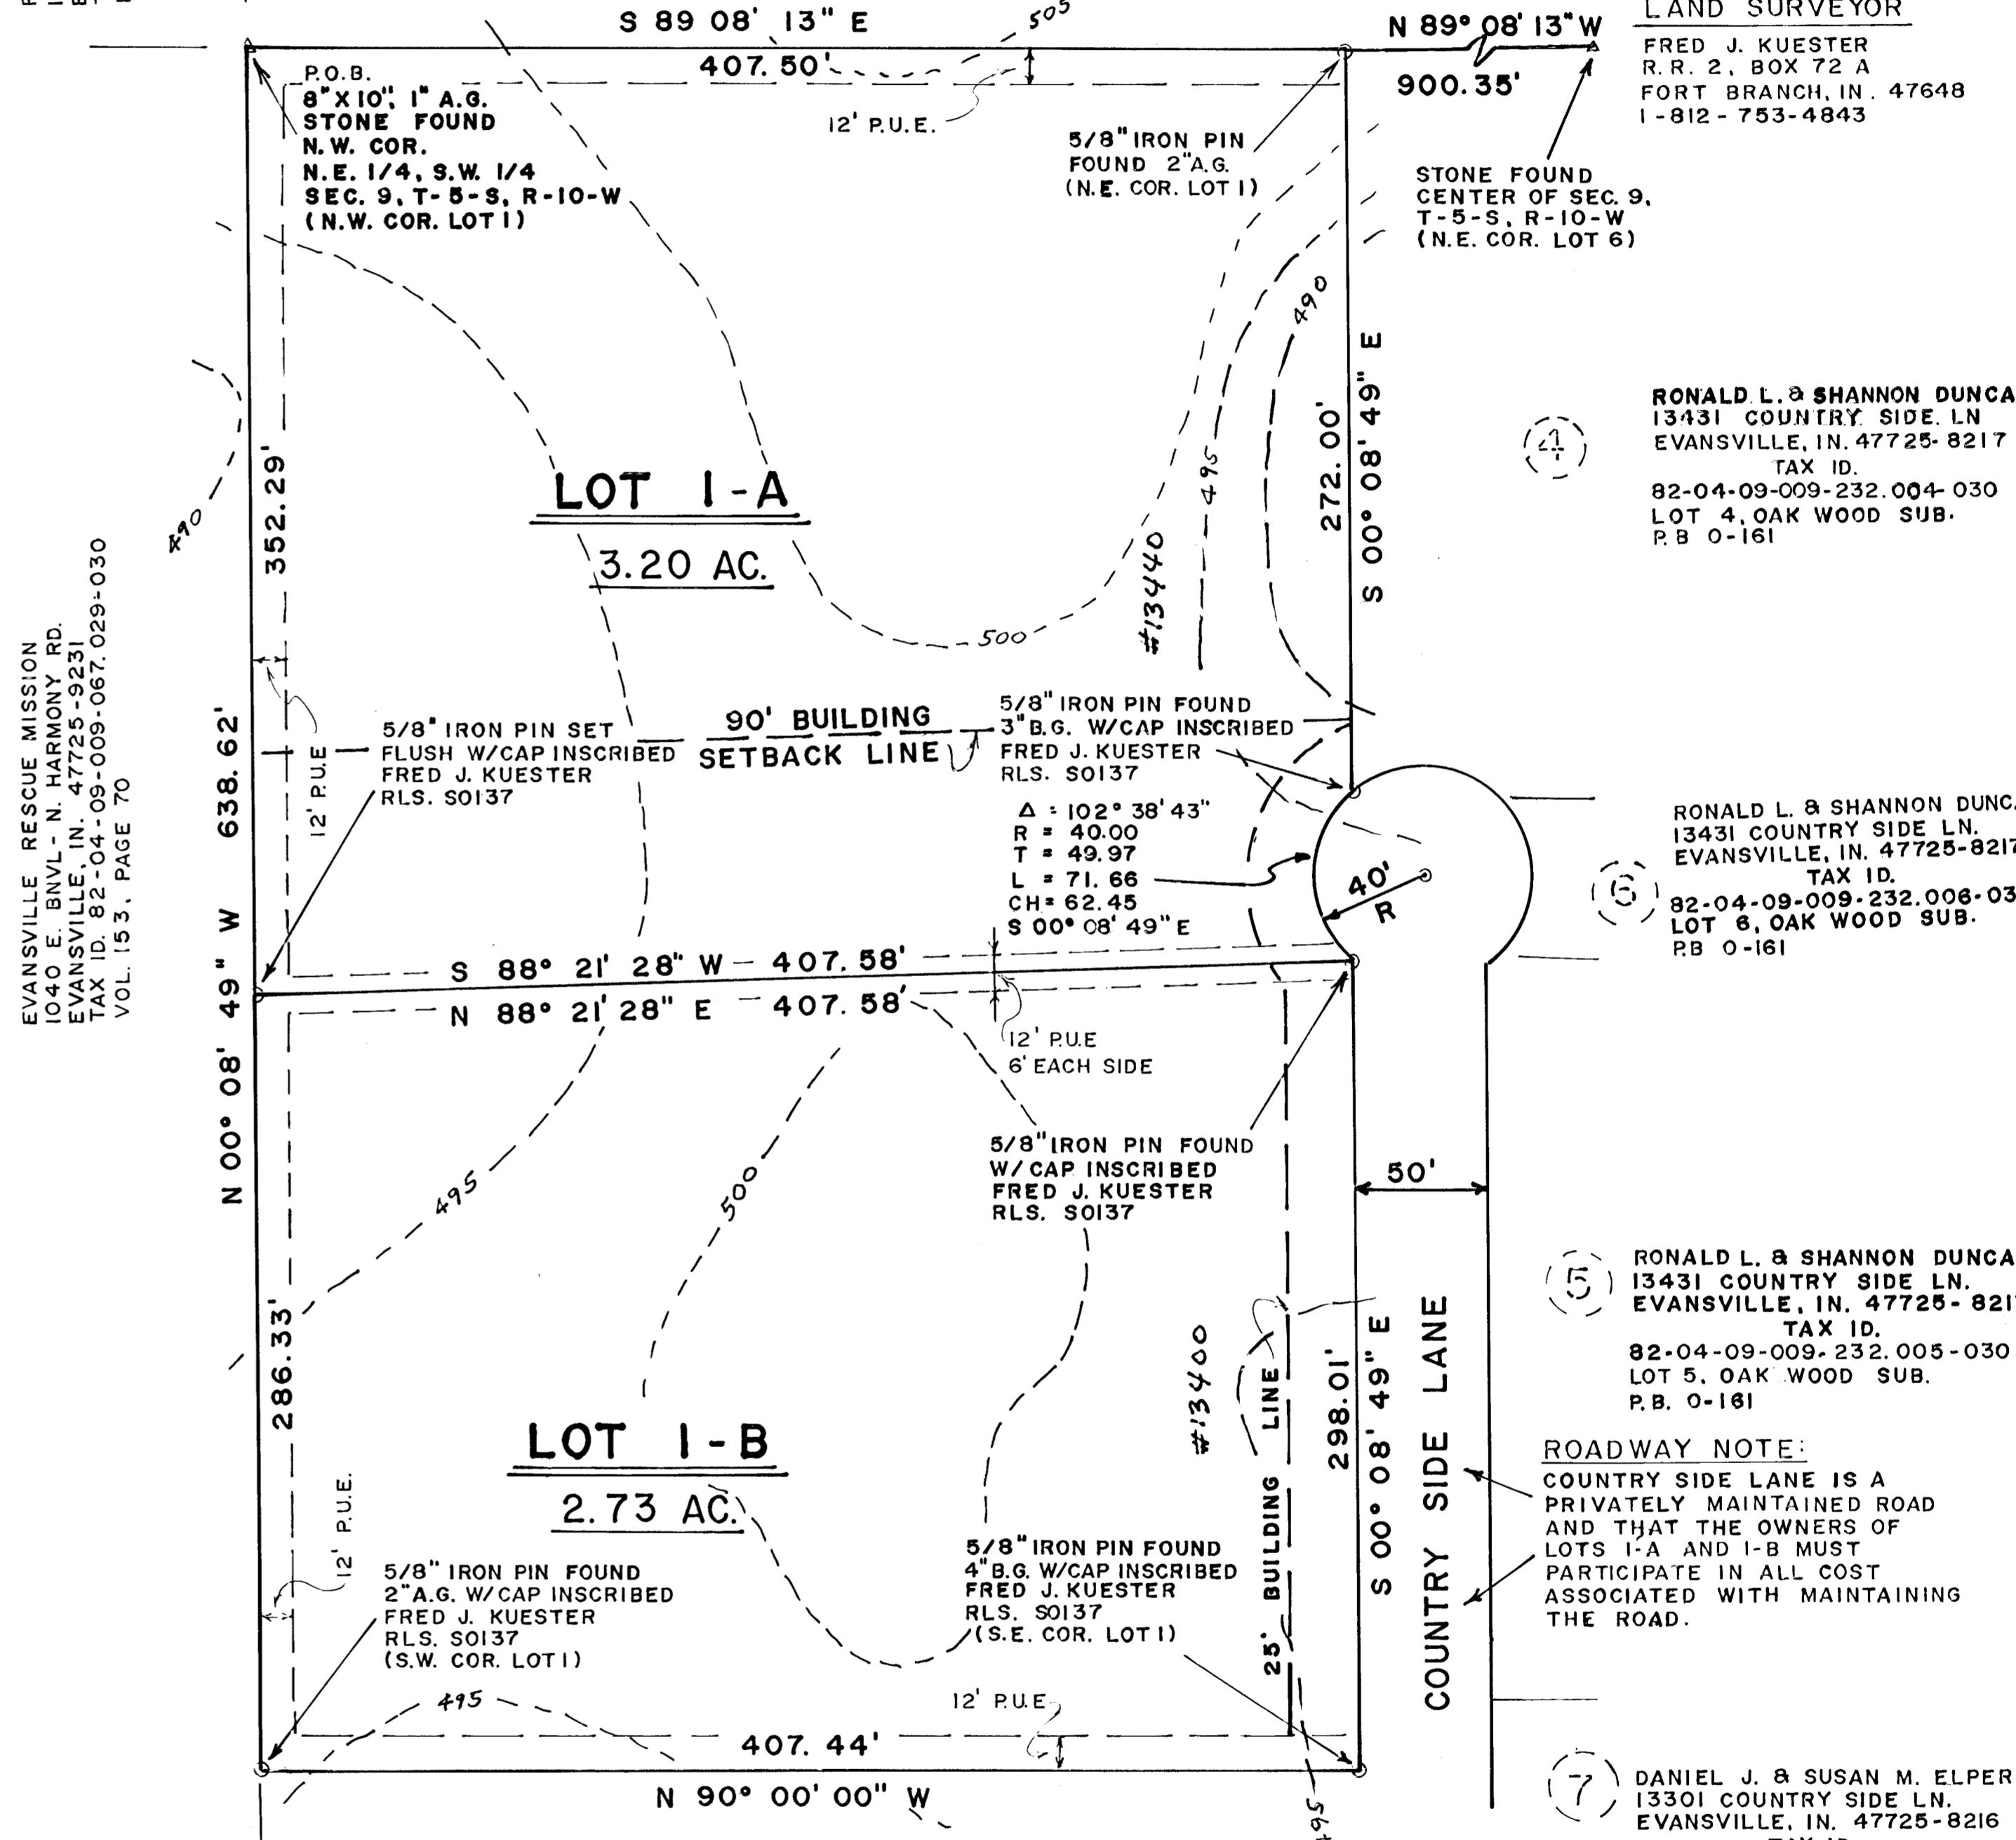 S 89 08' 13" E
505
407.50'
12' P.U.E.
N 89° 08' 13" W
900.35'
LAND SURVEYOR
FRED J. KUESTER
R.R. 2, BOX 72 A
FORT BRANCH, IN. 47648
1-812-753-4843
P.O.B.
8" X 10", 1" A.G.
STONE FOUND
N.W. COR.
N.E. 1/4, S.W. 1/4
SEC. 9, T-5-S, R-10-W
(N.W. COR. LOT 1)
5/8" IRON PIN
FOUND 2" A.G.
(N.E. COR. LOT 1)
STONE FOUND
CENTER OF SEC. 9,
T-5-S, R-10-W
(N.E. COR. LOT 6)
490
490
495
352.29'
272.00'
S 00° 08' 49" E
LOT 1-A
3.20 AC.
#13440
500
4
RONALD L. & SHANNON DUNCA
13431 COUNTRY SIDE. LN
EVANSVILLE, IN. 47725-8217
TAX ID.
82-04-09-009-232.004-030
LOT 4, OAK WOOD SUB.
P.B O-161
EVANSVILLE RESCUE MISSION
1040 E. BNVL - N. HARMONY RD.
EVANSVILLE, IN. 47725-9231
TAX ID. 82-04-09-009-067.029-030
VOL. 153, PAGE 70
N 00° 08' 49" W 638.62'
12' P.U.E
5/8" IRON PIN SET
FLUSH W/CAP INSCRIBED
FRED J. KUESTER
RLS. S0137
90' BUILDING
SETBACK LINE
5/8" IRON PIN FOUND
3" B.G. W/CAP INSCRIBED
FRED J. KUESTER
RLS. S0137
Δ = 102° 38' 43"
R = 40.00
T = 49.97
L = 71.66
CH = 62.45
S 00° 08' 49" E
40'
R
6
RONALD L. & SHANNON DUNC
13431 COUNTRY SIDE LN.
EVANSVILLE, IN. 47725-8217
TAX ID.
82-04-09-009-232.006-03
LOT 6, OAK WOOD SUB.
P.B O-161
S 88° 21' 28" W - 407.58'
N 88° 21' 28" E - 407.58'
12' P.U.E
6' EACH SIDE
495
500
5/8" IRON PIN FOUND
W/CAP INSCRIBED
FRED J. KUESTER
RLS. S0137
50'
286.33'
298.01'
S 00° 08' 49" E
#13400
25' BUILDING LINE
COUNTRY SIDE LANE
LOT 1-B
2.73 AC.
5
RONALD L. & SHANNON DUNCA
13431 COUNTRY SIDE LN.
EVANSVILLE, IN. 47725-821
TAX ID.
82-04-09-009-232.005-030
LOT 5, OAK WOOD SUB.
P.B. O-161
ROADWAY NOTE:
COUNTRY SIDE LANE IS A
PRIVATELY MAINTAINED ROAD
AND THAT THE OWNERS OF
LOTS 1-A AND 1-B MUST
PARTICIPATE IN ALL COST
ASSOCIATED WITH MAINTAINING
THE ROAD.
12' P.U.E.
5/8" IRON PIN FOUND
2" A.G. W/CAP INSCRIBED
FRED J. KUESTER
RLS. S0137
(S.W. COR. LOT 1)
5/8" IRON PIN FOUND
4" B.G. W/CAP INSCRIBED
FRED J. KUESTER
RLS. S0137
(S.E. COR. LOT 1)
495
12' P.U.E.
407.44'
N 90° 00' 00" W
495
7
DANIEL J. & SUSAN M. ELPER
13301 COUNTRY SIDE LN.
EVANSVILLE, IN. 47725-8216